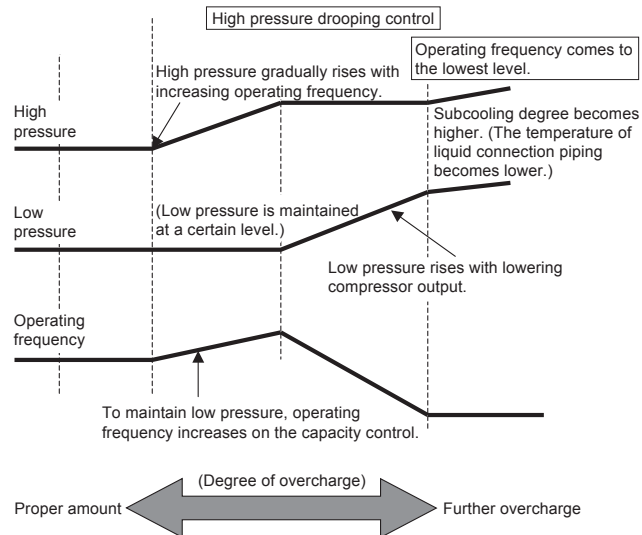 High pressure drooping control
Operating frequency comes to
the lowest level.
High pressure gradually rises with
increasing operating frequency.
High
pressure
Subcooling degree becomes
higher. (The temperature of
liquid connection piping
becomes lower.)
Low
pressure
(Low pressure is maintained
at a certain level.)
Low pressure rises with lowering
compressor output.
Operating
frequency
To maintain low pressure, operating
frequency increases on the capacity control.
(Degree of overcharge)
Proper amount
Further overcharge